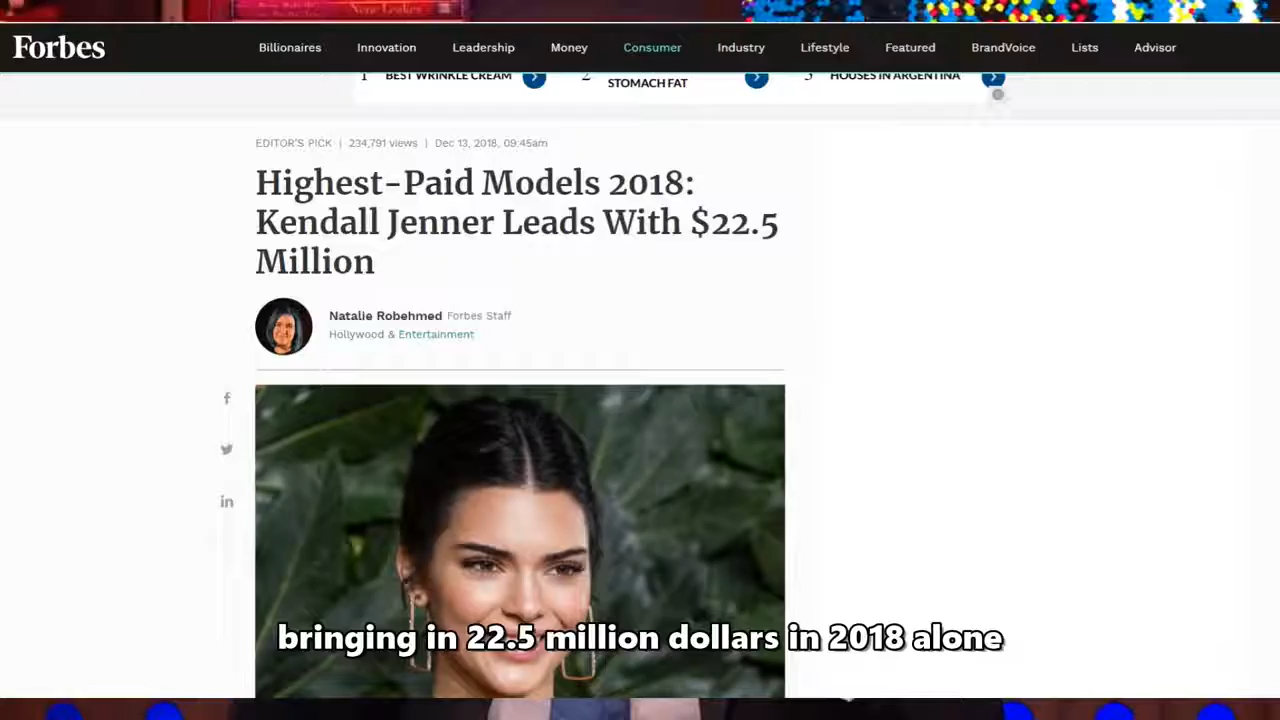 Nene Leakes
Forbes
Billionaires Innovation Leadership Money Consumer Industry Lifestyle Featured BrandVoice Lists Advisor
1 BEST WRINKLE CREAM 2 STOMACH FAT 3 HOUSES IN ARGENTINA
EDITOR'S PICK | 234,791 views | Dec 13, 2018, 09:45am
Highest-Paid Models 2018:
Kendall Jenner Leads With $22.5
Million
Natalie Robehmed Forbes Staff
Hollywood & Entertainment
f
in
bringing in 22.5 million dollars in 2018 alone